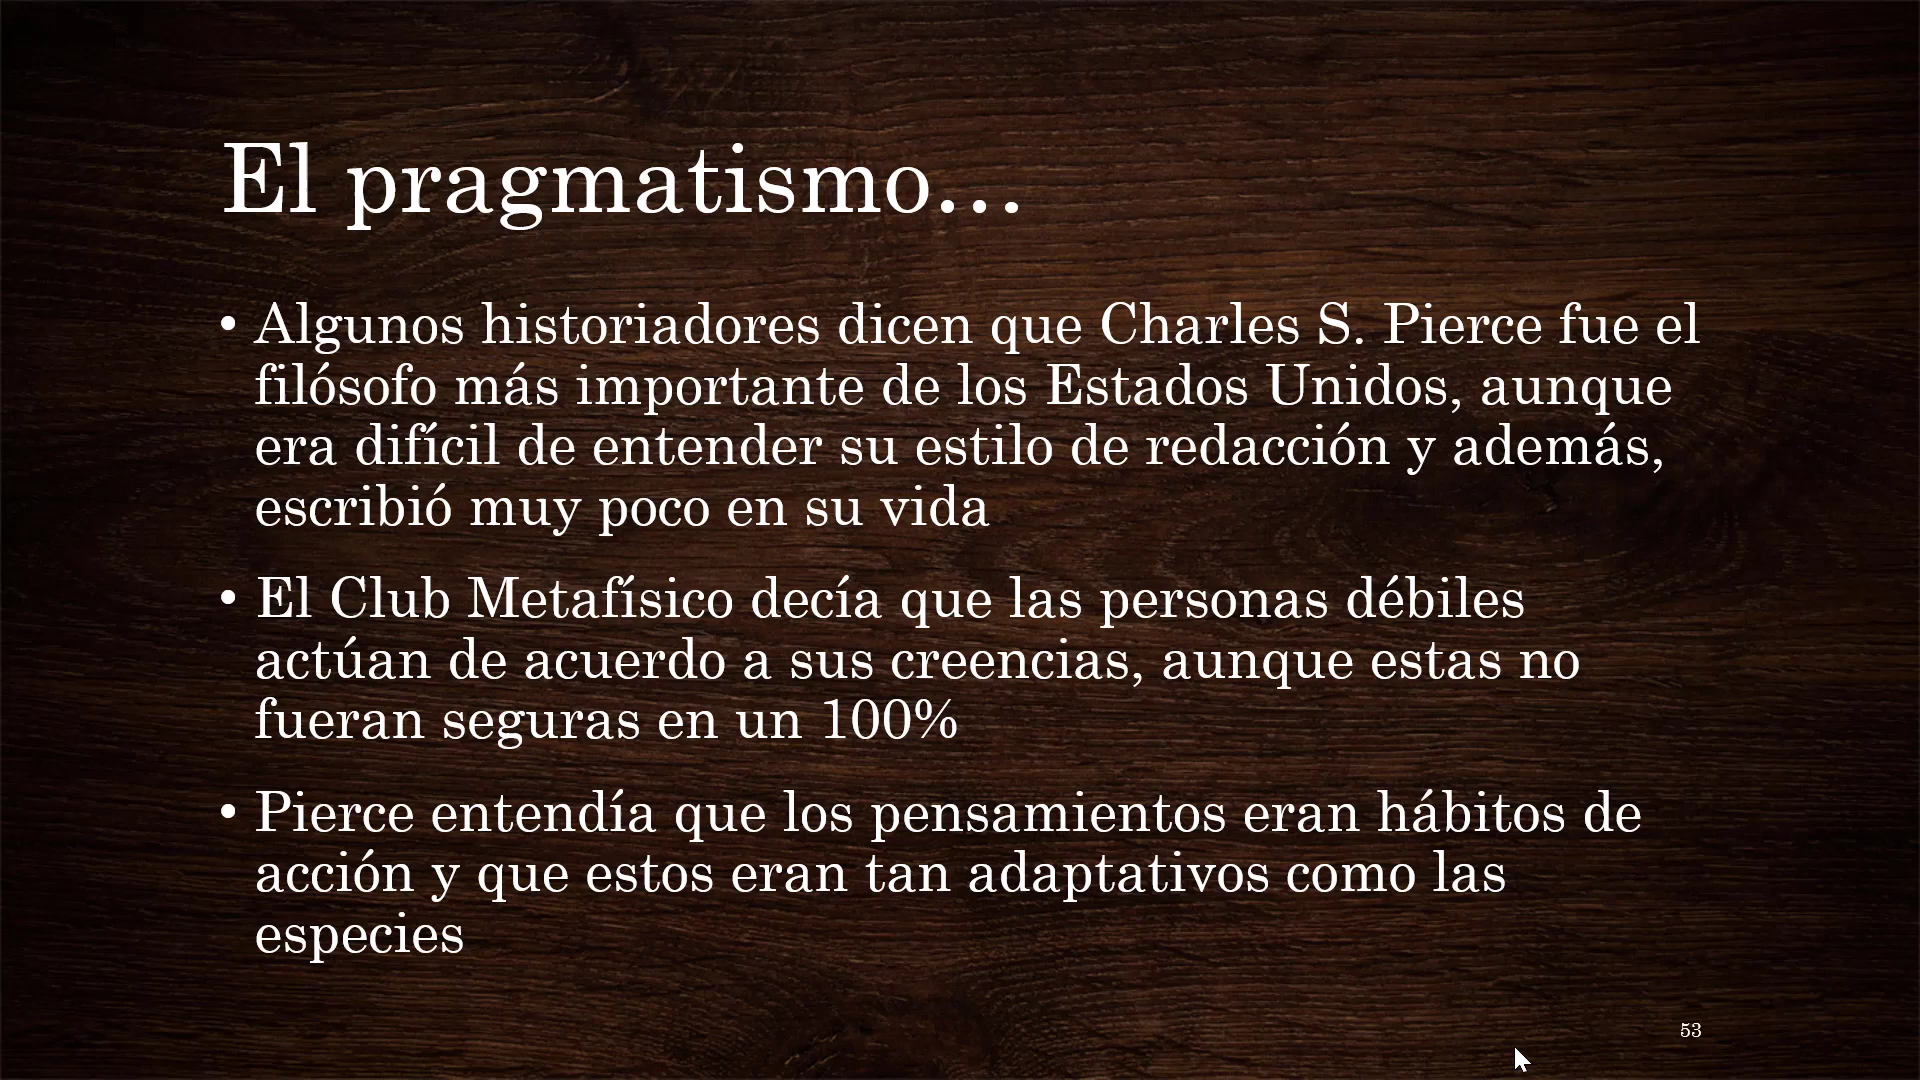 El pragmatismo...
• Algunos historiadores dicen que Charles S. Pierce fue el
filósofo más importante de los Estados Unidos, aunque
era difícil de entender su estilo de redacción y además,
escribió muy poco en su vida
• El Club Metafísico decía que las personas débiles
actúan de acuerdo a sus creencias, aunque estas no
fueran seguras en un 100%
• Pierce entendía que los pensamientos eran hábitos de
acción y que estos eran tan adaptativos como las
especies
53